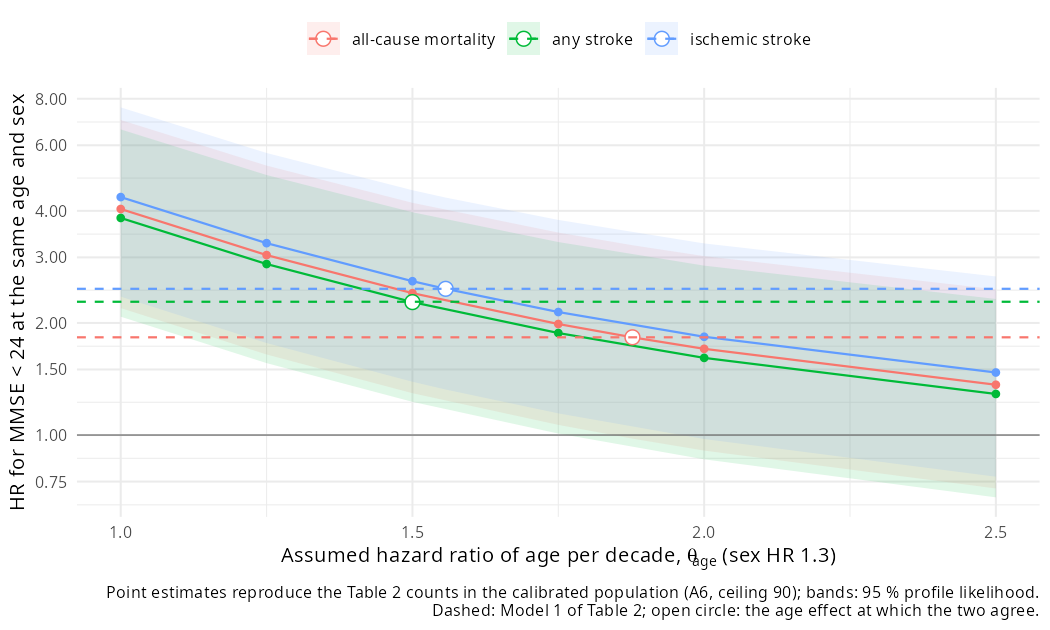 all-cause mortality any stroke ischemic stroke
HR for MMSE < 24 at the same age and sex
8.00
6.00
4.00
3.00
2.00
1.50
1.00
0.75
1.0 1.5 2.0 2.5
Assumed hazard ratio of age per decade, θage (sex HR 1.3)
Point estimates reproduce the Table 2 counts in the calibrated population (A6, ceiling 90); bands: 95 % profile likelihood.
Dashed: Model 1 of Table 2; open circle: the age effect at which the two agree.